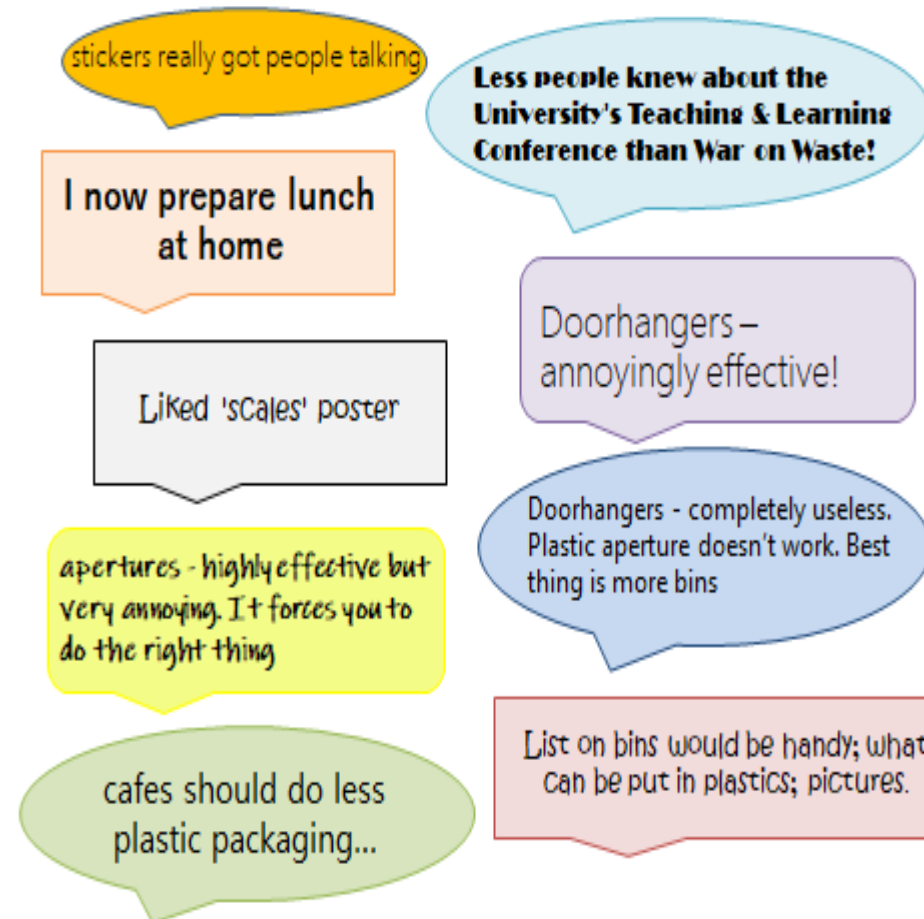 stickers really got people talking
Less people knew about the
University's Teaching & Learning
Conference than War on Waste!
I now prepare lunch
at home
Doorhangers –
annoyingly effective!
Liked 'scales' poster
Doorhangers - completely useless.
Plastic aperture doesn't work. Best
thing is more bins
apertures - highly effective but
very annoying. It forces you to
do the right thing
List on bins would be handy; what
can be put in plastics; pictures.
cafes should do less
plastic packaging...